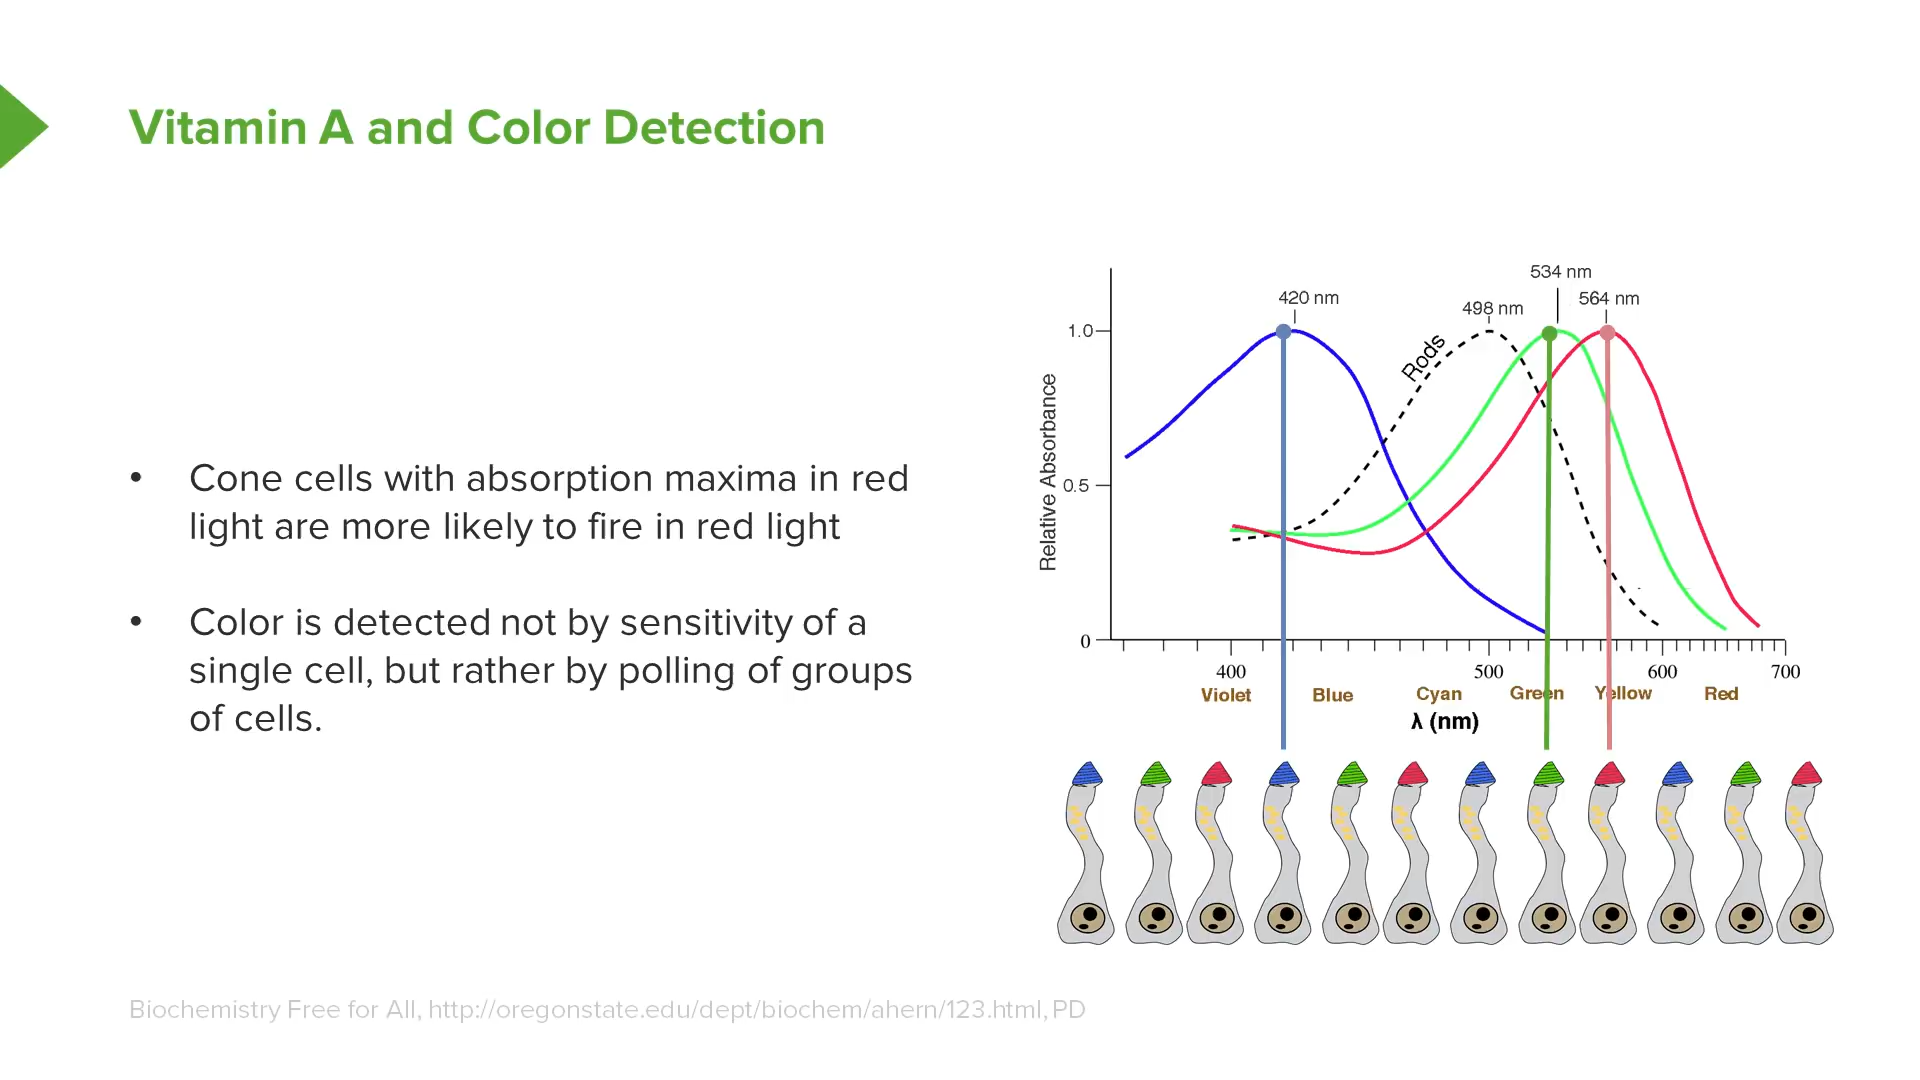 Vitamin A and Color Detection
• Cone cells with absorption maxima in red
light are more likely to fire in red light
• Color is detected not by sensitivity of a
single cell, but rather by polling of groups
of cells.
534 nm
420 nm
498 nm
564 nm
Rods
1.0
0.5
0
Relative Absorbance
400
500
600
700
Violet
Blue
Cyan
Green
Yellow
Red
λ (nm)
Biochemistry Free for All, http://oregonstate.edu/dept/biochem/ahern/123.html, PD